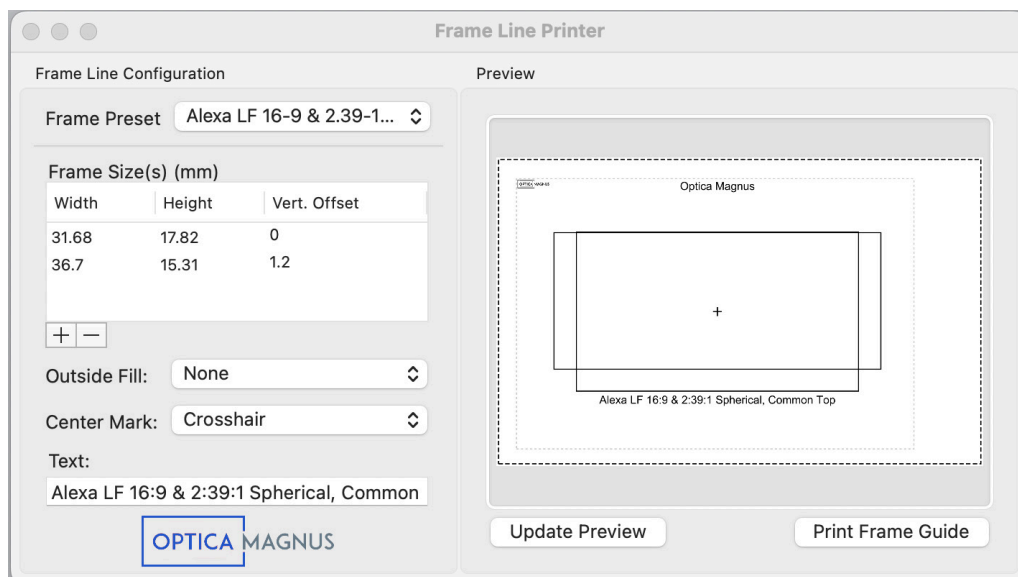 Frame Line Printer
Frame Line Configuration
Frame Preset
Alexa LF 16-9 & 2.39-1...
Frame Size(s) (mm)
Width Height Vert. Offset
31.68 17.82 0
36.7 15.31 1.2
+ −
Outside Fill:
None
Center Mark:
Crosshair
Text:
Alexa LF 16:9 & 2:39:1 Spherical, Common
OPTICA MAGNUS
Preview
OPTICA MAGNUS
Optica Magnus
Alexa LF 16:9 & 2:39:1 Spherical, Common Top
Update Preview
Print Frame Guide